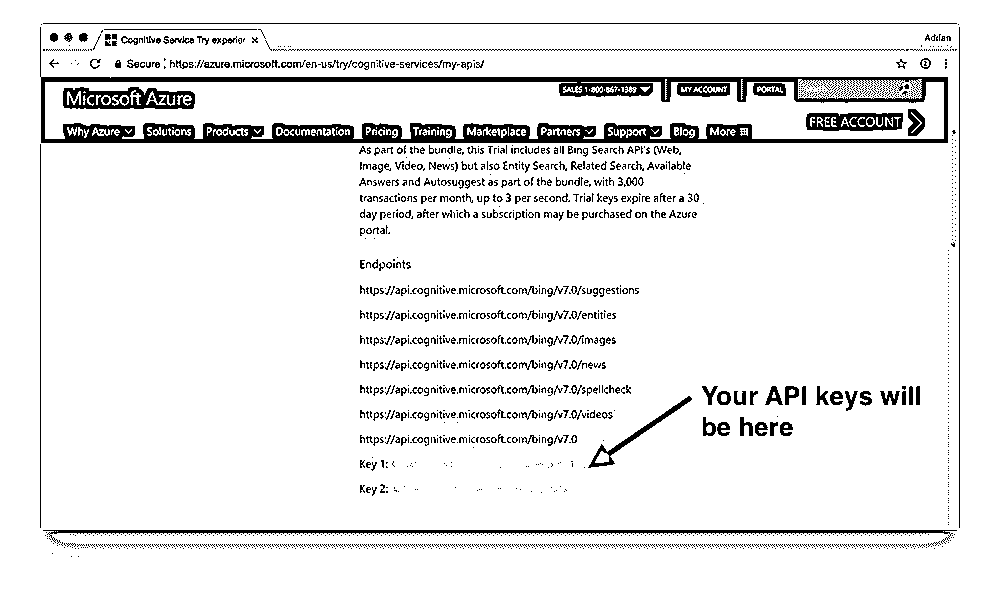 Cognitive Service Try experier
Adrian
Secure https://azure.microsoft.com/en-us/try/cognitive-services/my-apis/
SALES 1-800-867-1389 MY ACCOUNT PORTAL
Microsoft Azure
FREE ACCOUNT
Why Azure Solutions Products Documentation Pricing Training Marketplace Partners Support Blog More
As part of the bundle, this Trial includes all Bing Search API's (Web,
Image, Video, News) but also Entity Search, Related Search, Available
Answers and Autosuggest as part of the bundle, with 3,000
transactions per month, up to 3 per second. Trial keys expire after a 30
day period, after which a subscription may be purchased on the Azure
portal.
Endpoints
https://api.cognitive.microsoft.com/bing/v7.0/suggestions
https://api.cognitive.microsoft.com/bing/v7.0/entities
https://api.cognitive.microsoft.com/bing/v7.0/images
https://api.cognitive.microsoft.com/bing/v7.0/news
https://api.cognitive.microsoft.com/bing/v7.0/spellcheck
https://api.cognitive.microsoft.com/bing/v7.0/videos
https://api.cognitive.microsoft.com/bing/v7.0
Key 1:
Key 2:
Your API keys will
be here